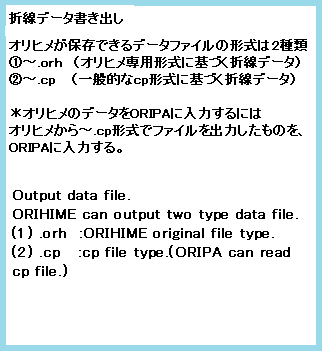 折線データ書き出し
オリヒメが保存できるデータファイルの形式は2種類
①～.orh （オリヒメ専用形式に基づく折線データ）
②～.cp （一般的なcp形式に基づく折線データ）
＊オリヒメのデータをORIPAに入力するには
オリヒメから～.cp形式でファイルを出力したものを、
ORIPAに入力する。
Output data file.
ORIHIME can output two type data file.
(1) .orh :ORIHIME original file type.
(2) .cp :cp file type.(ORIPA can read
cp file.)